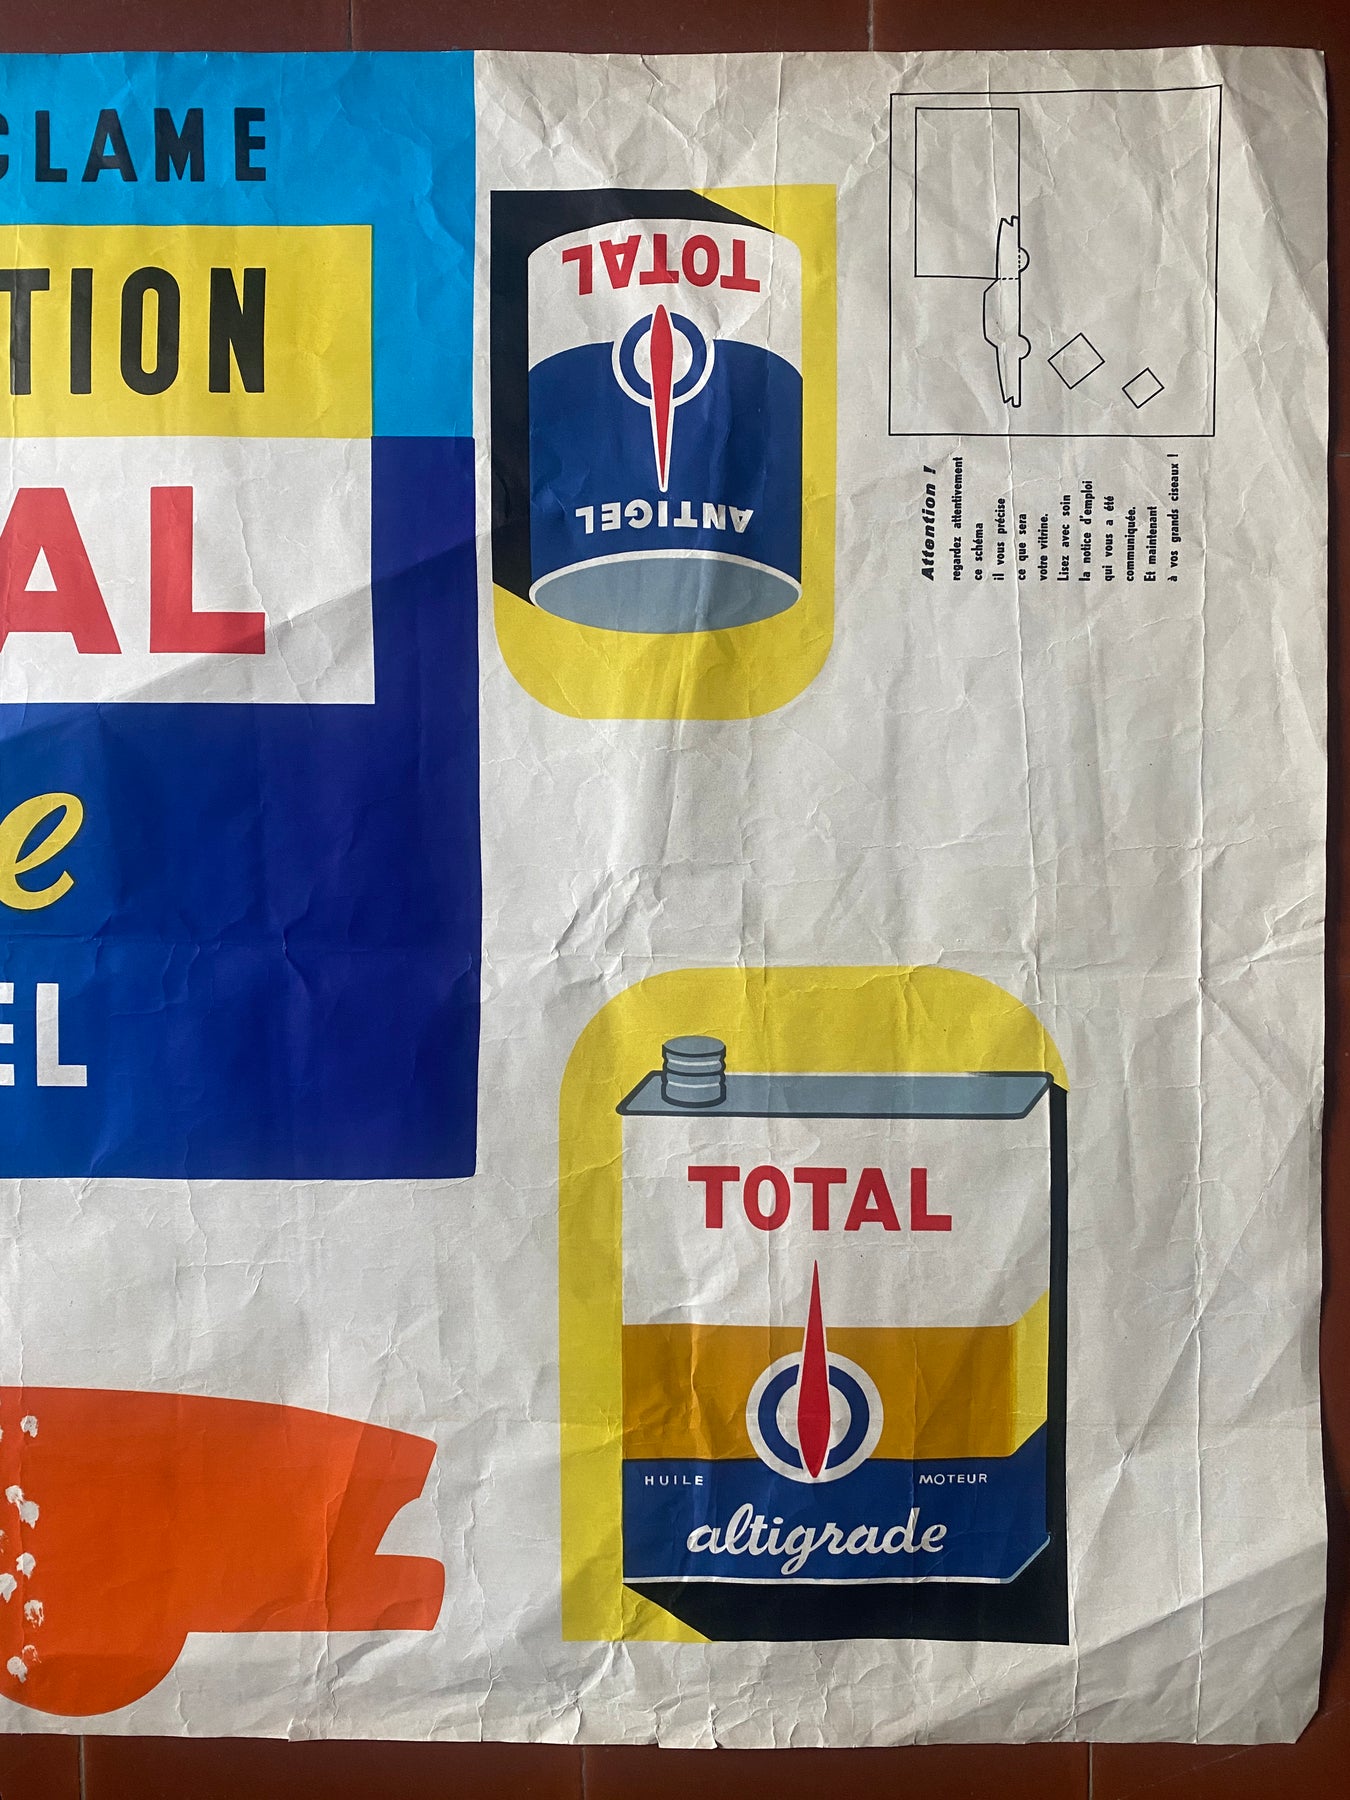 CLAME
TION
AL
e
EL
TOTAL
ANTIGEL
Attention !
regardez attentivement
ce schéma
il vous précise
ce que sera
votre vitrine.
Lisez avec soin
la notice d'emploi
qui vous a été
communiquée.
Et maintenant
à vos grands ciseaux !
TOTAL
HUILE MOTEUR
altigrade